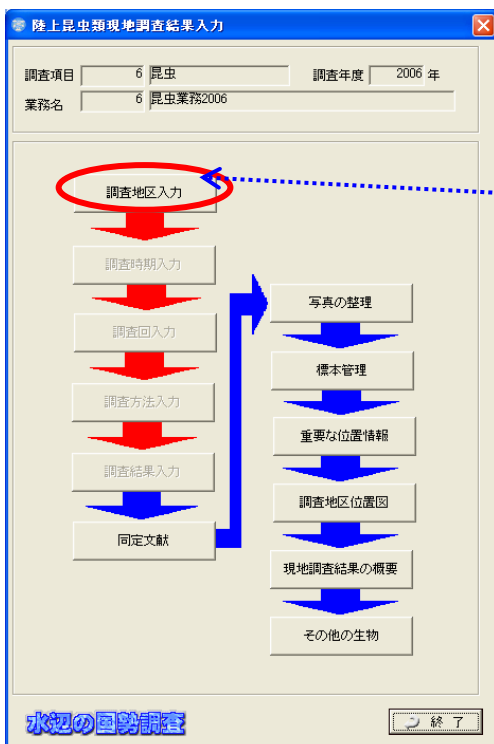 陸上昆虫類現地調査結果入力
調査項目 6 昆虫 調査年度 2006 年
業務名 6 昆虫業務2006
調査地区入力
調査時期入力
調査回入力
調査方法入力
調査結果入力
同定文献
写真の整理
標本管理
重要な位置情報
調査地区位置図
現地調査結果の概要
その他の生物
水辺の国勢調査
終了